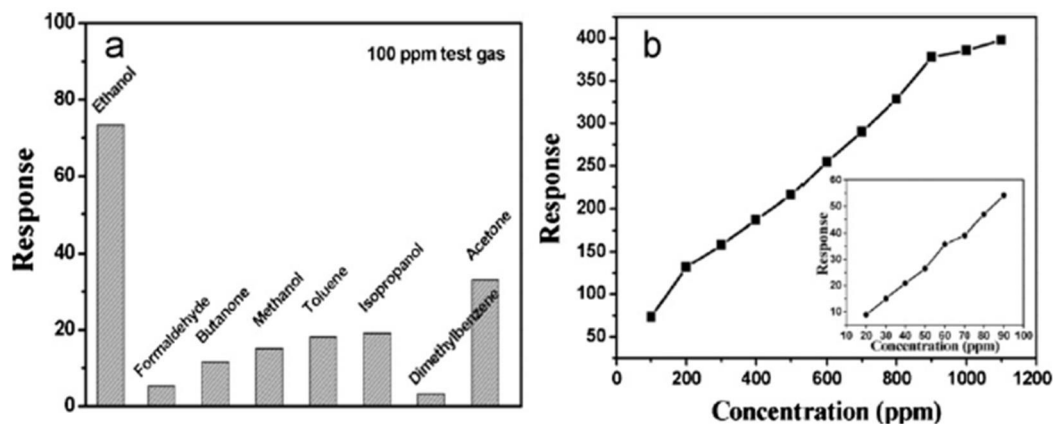 a
100 ppm test gas
Response
100
80
60
40
20
0
Ethanol
Formaldehyde
Butanone
Methanol
Toluene
Isopropanol
Dimethylbenzene
Acetone
b
Response
400
350
300
250
200
150
100
50
0 200 400 600 800 1000 1200
Concentration (ppm)
Response
60
50
40
30
20
10
10 20 30 40 50 60 70 80 90 100
Concentration (ppm)